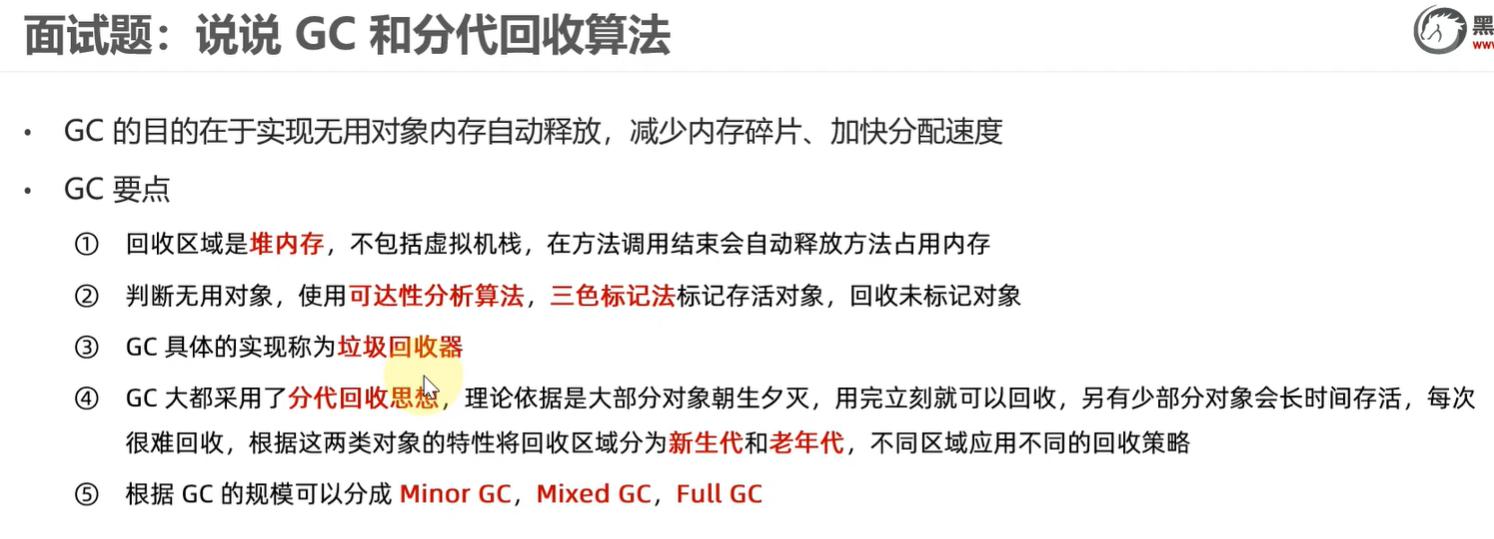 面试题：说说 GC 和分代回收算法
黑
www
• GC 的目的在于实现无用对象内存自动释放，减少内存碎片、加快分配速度
• GC 要点
① 回收区域是堆内存，不包括虚拟机栈，在方法调用结束会自动释放方法占用内存
② 判断无用对象，使用可达性分析算法，三色标记法标记存活对象，回收未标记对象
③ GC 具体的实现称为垃圾回收器
④ GC 大都采用了分代回收思想，理论依据是大部分对象朝生夕灭，用完立刻就可以回收，另有少部分对象会长时间存活，每次
很难回收，根据这两类对象的特性将回收区域分为新生代和老年代，不同区域应用不同的回收策略
⑤ 根据 GC 的规模可以分成 Minor GC，Mixed GC，Full GC